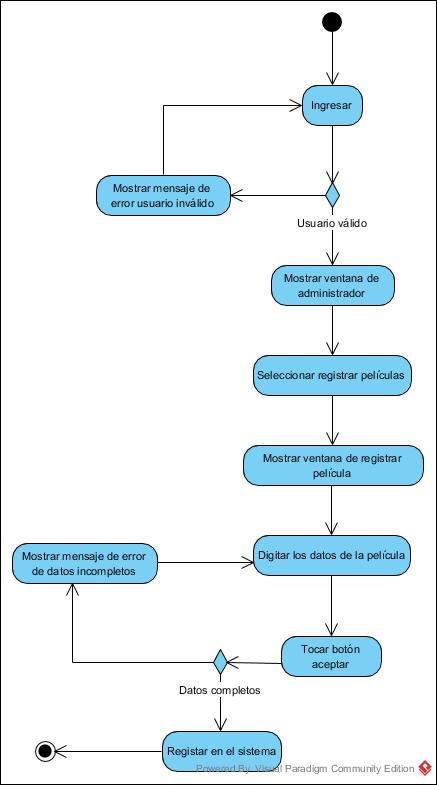 Ingresar
Mostrar mensaje de
error usuario inválido
Usuario válido
Mostrar ventana de
administrador
Seleccionar registrar películas
Mostrar ventana de registrar
película
Digitar los datos de la película
Mostrar mensaje de error
de datos incompletos
Tocar botón
aceptar
Datos completos
Registrar en el sistema
Powered By Visual Paradigm Community Edition